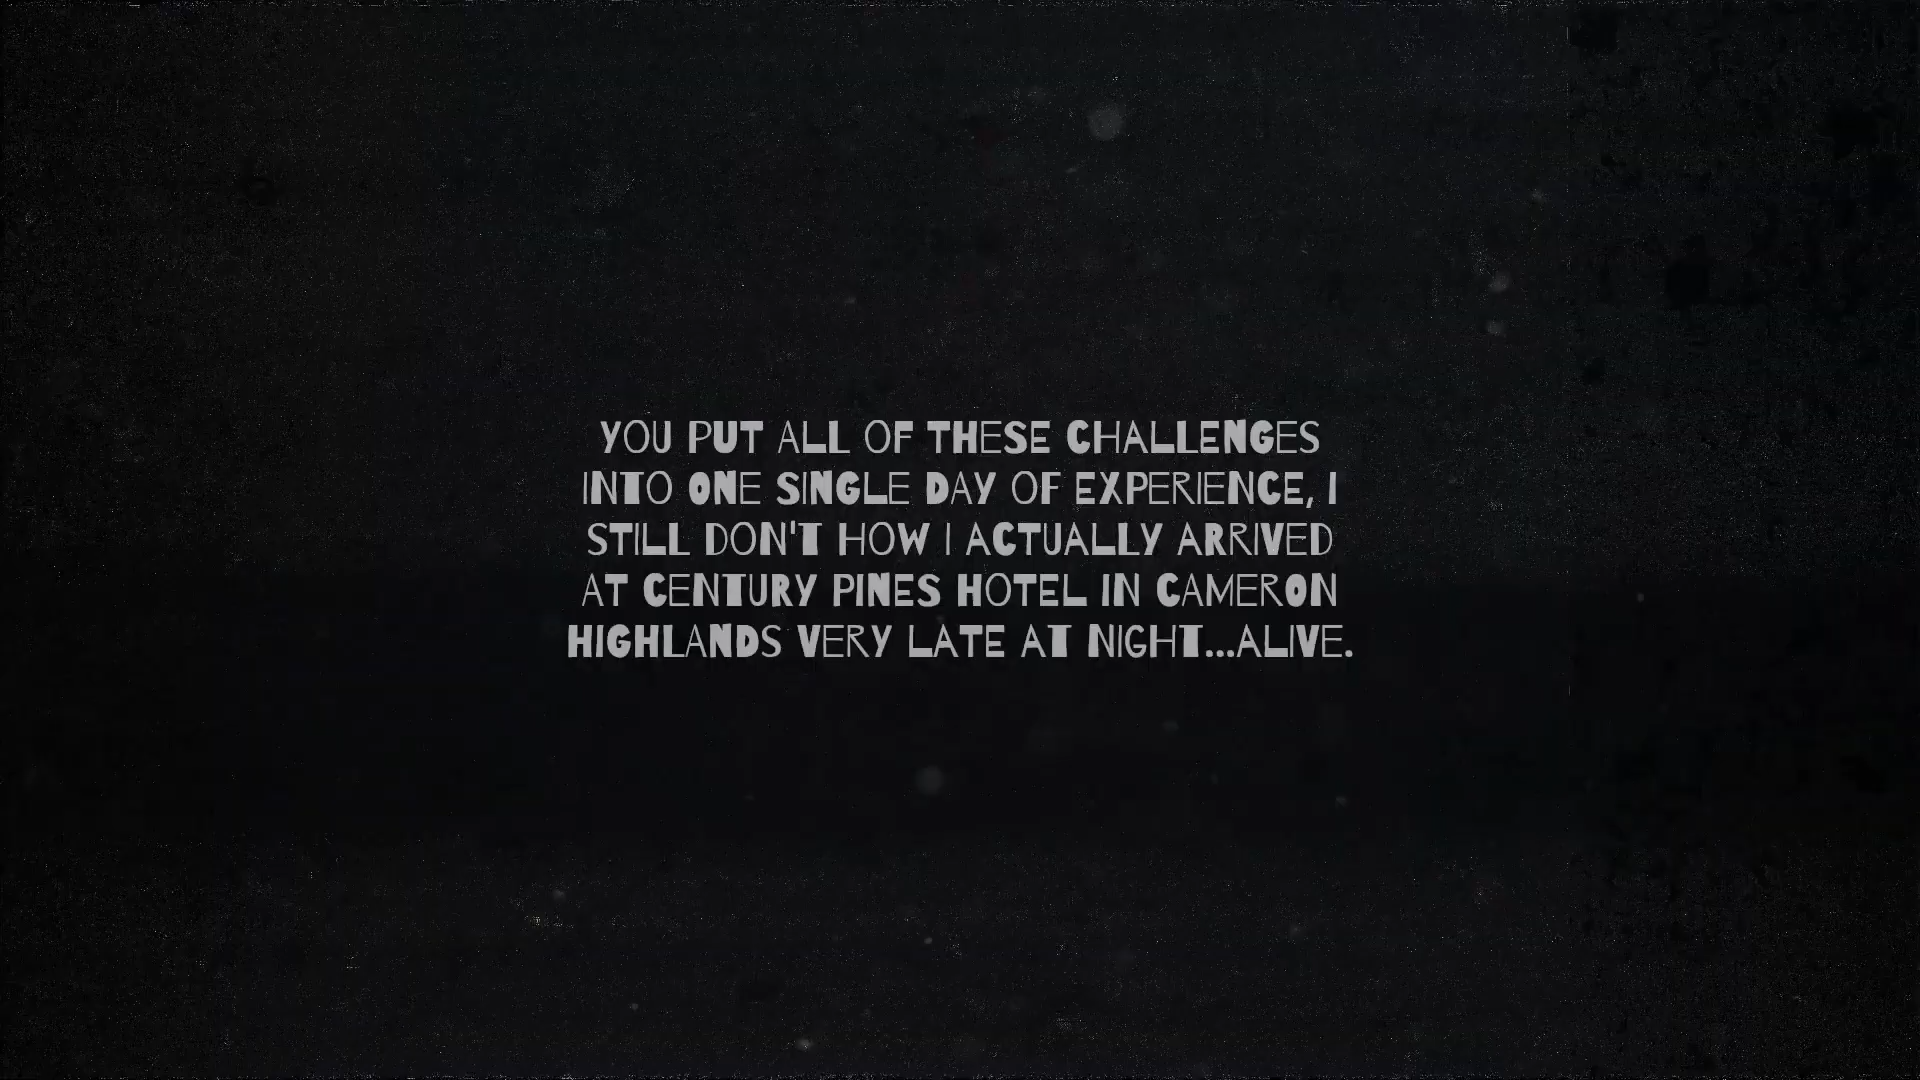 YOU PUT ALL OF THESE CHALLENGES
INTO ONE SINGLE DAY OF EXPERIENCE, I
STILL DON'T HOW I ACTUALLY ARRIVED
AT CENTURY PINES HOTEL IN CAMERON
HIGHLANDS VERY LATE AT NIGHT...ALIVE.